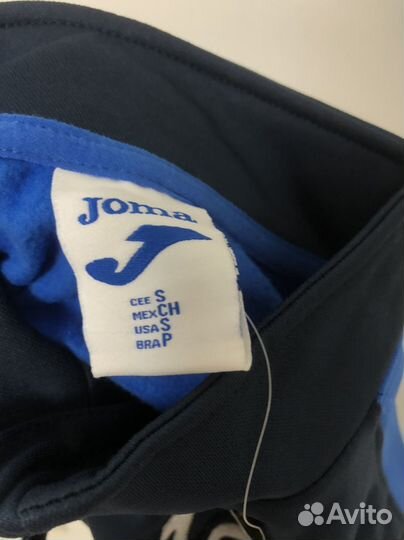 Joma
CEE S
MEX CH
USA S
BRA P
Avito